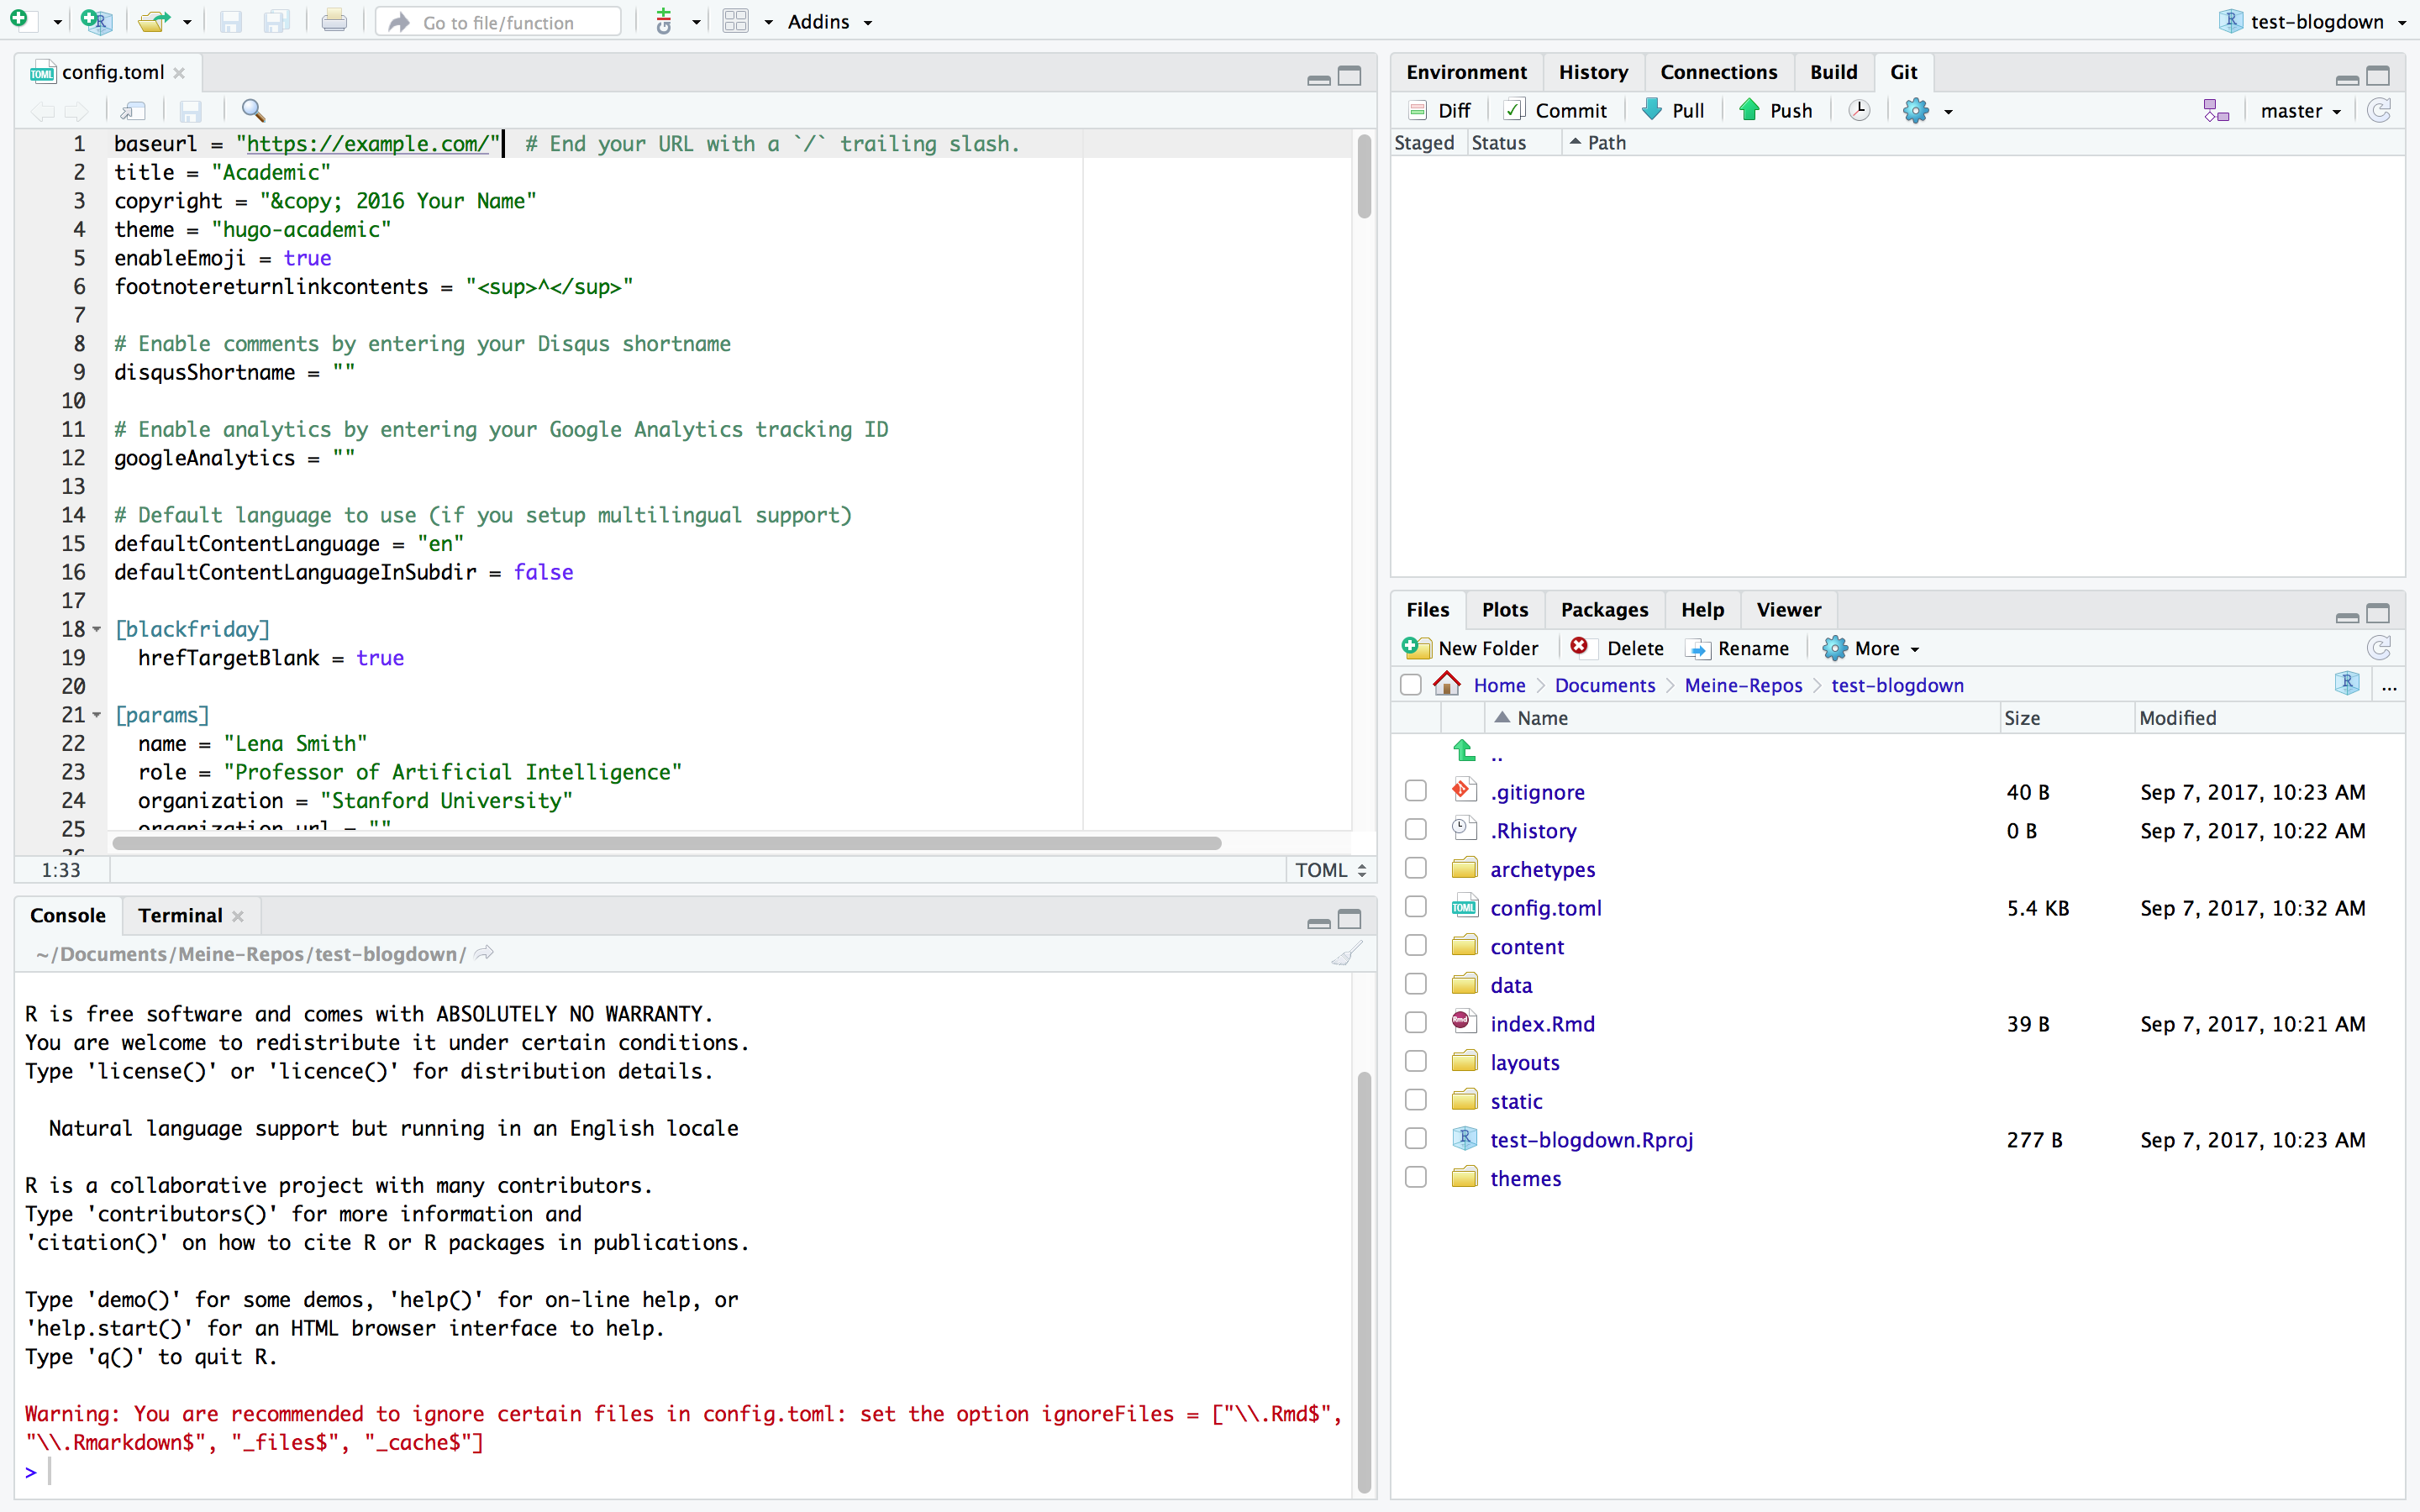 Go to file/function
Addins
test-blogdown
config.toml
1 baseurl = "https://example.com/"  # End your URL with a `/` trailing slash.
2 title = "Academic"
3 copyright = "&copy; 2016 Your Name"
4 theme = "hugo-academic"
5 enableEmoji = true
6 footnotereturnlinkcontents = "<sup>^</sup>"
7
8 # Enable comments by entering your Disqus shortname
9 disqusShortname = ""
10
11 # Enable analytics by entering your Google Analytics tracking ID
12 googleAnalytics = ""
13
14 # Default language to use (if you setup multilingual support)
15 defaultContentLanguage = "en"
16 defaultContentLanguageInSubdir = false
17
18 [blackfriday]
19   hrefTargetBlank = true
20
21 [params]
22   name = "Lena Smith"
23   role = "Professor of Artificial Intelligence"
24   organization = "Stanford University"
25   organization_url = ""
26
1:33 TOML
Console Terminal
~/Documents/Meine-Repos/test-blogdown/
R is free software and comes with ABSOLUTELY NO WARRANTY.
You are welcome to redistribute it under certain conditions.
Type 'license()' or 'licence()' for distribution details.
Natural language support but running in an English locale
R is a collaborative project with many contributors.
Type 'contributors()' for more information and
'citation()' on how to cite R or R packages in publications.
Type 'demo()' for some demos, 'help()' for on-line help, or
'help.start()' for an HTML browser interface to help.
Type 'q()' to quit R.
Warning: You are recommended to ignore certain files in config.toml: set the option ignoreFiles = ["\\.Rmd$",
"\\.Rmarkdown$", "_files$", "_cache$"]
>
Environment History Connections Build Git
Diff Commit Pull Push master
Staged Status Path
Files Plots Packages Help Viewer
New Folder Delete Rename More
Home Documents Meine-Repos test-blogdown ...
Name Size Modified
..
.gitignore 40 B Sep 7, 2017, 10:23 AM
.Rhistory 0 B Sep 7, 2017, 10:22 AM
archetypes
config.toml 5.4 KB Sep 7, 2017, 10:32 AM
content
data
index.Rmd 39 B Sep 7, 2017, 10:21 AM
layouts
static
test-blogdown.Rproj 277 B Sep 7, 2017, 10:23 AM
themes